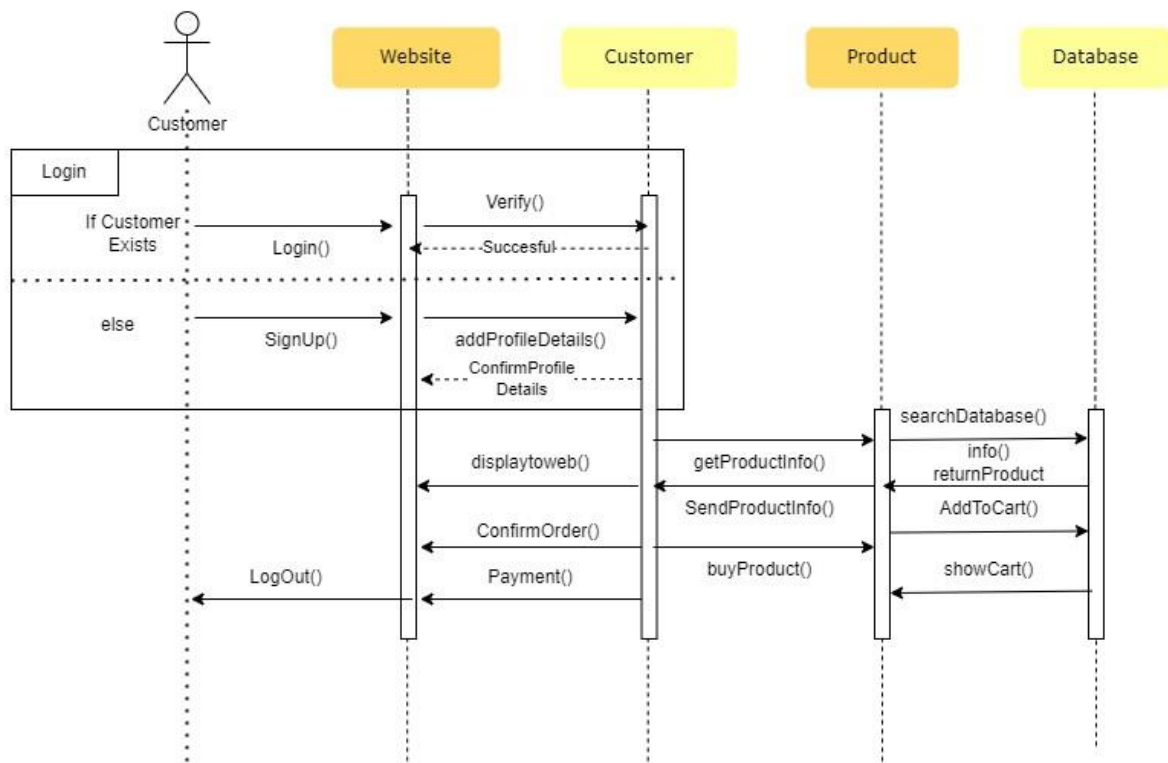 Website
Customer
Product
Database
Customer
Login
If Customer
Exists
Login()
Verify()
Succesful
else
SignUp()
addProfileDetails()
ConfirmProfile
Details
searchDatabase()
displaytoweb()
getProductInfo()
info()
returnProduct
SendProductInfo()
AddToCart()
ConfirmOrder()
buyProduct()
showCart()
LogOut()
Payment()